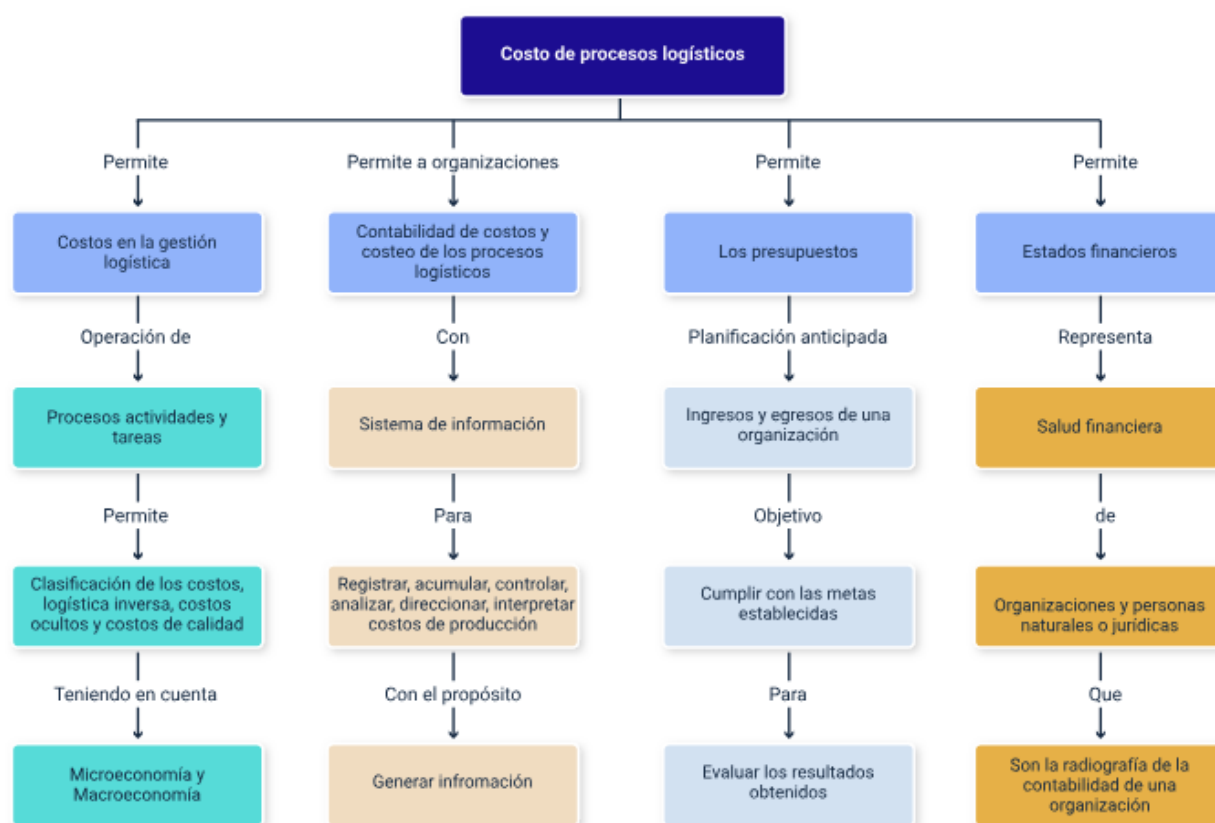 Costo de procesos logísticos
Permite
Permite a organizaciones
Permite
Permite
Costos en la gestión
logística
Contabilidad de costos y
costeo de los procesos
logísticos
Los presupuestos
Estados financieros
Operación de
Con
Planificación anticipada
Representa
Procesos actividades y
tareas
Sistema de información
Ingresos y egresos de una
organización
Salud financiera
Permite
Para
Objetivo
de
Clasificación de los costos,
logística inversa, costos
ocultos y costos de calidad
Registrar, acumular, controlar,
analizar, direccionar, interpretar
costos de producción
Cumplir con las metas
establecidas
Organizaciones y personas
naturales o jurídicas
Teniendo en cuenta
Con el propósito
Para
Que
Microeconomía y
Macroeconomía
Generar infromación
Evaluar los resultados
obtenidos
Son la radiografía de la
contabilidad de una
organización